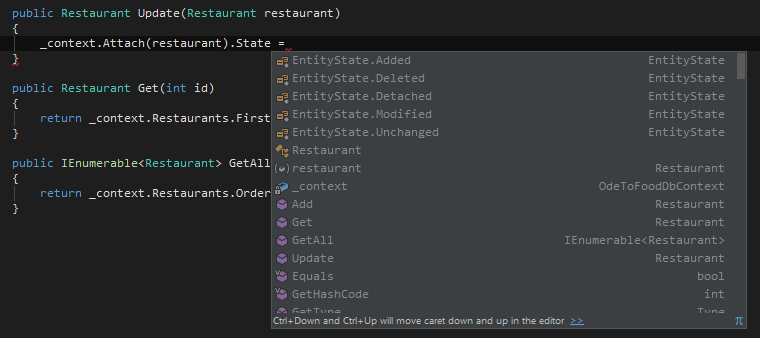 public Restaurant Update(Restaurant restaurant)
{
_context.Attach(restaurant).State =
}
public Restaurant Get(int id)
{
return _context.Restaurants.First
}
public IEnumerable<Restaurant> GetAll
{
return _context.Restaurants.Order
}
EntityState.Added EntityState
EntityState.Deleted EntityState
EntityState.Detached EntityState
EntityState.Modified EntityState
EntityState.Unchanged EntityState
Restaurant
restaurant Restaurant
_context OdeToFoodDbContext
Add Restaurant
Get Restaurant
GetAll IEnumerable<Restaurant>
Update Restaurant
Equals bool
GetHashCode int
GetType Type
Ctrl+Down and Ctrl+Up will move caret down and up in the editor >> π